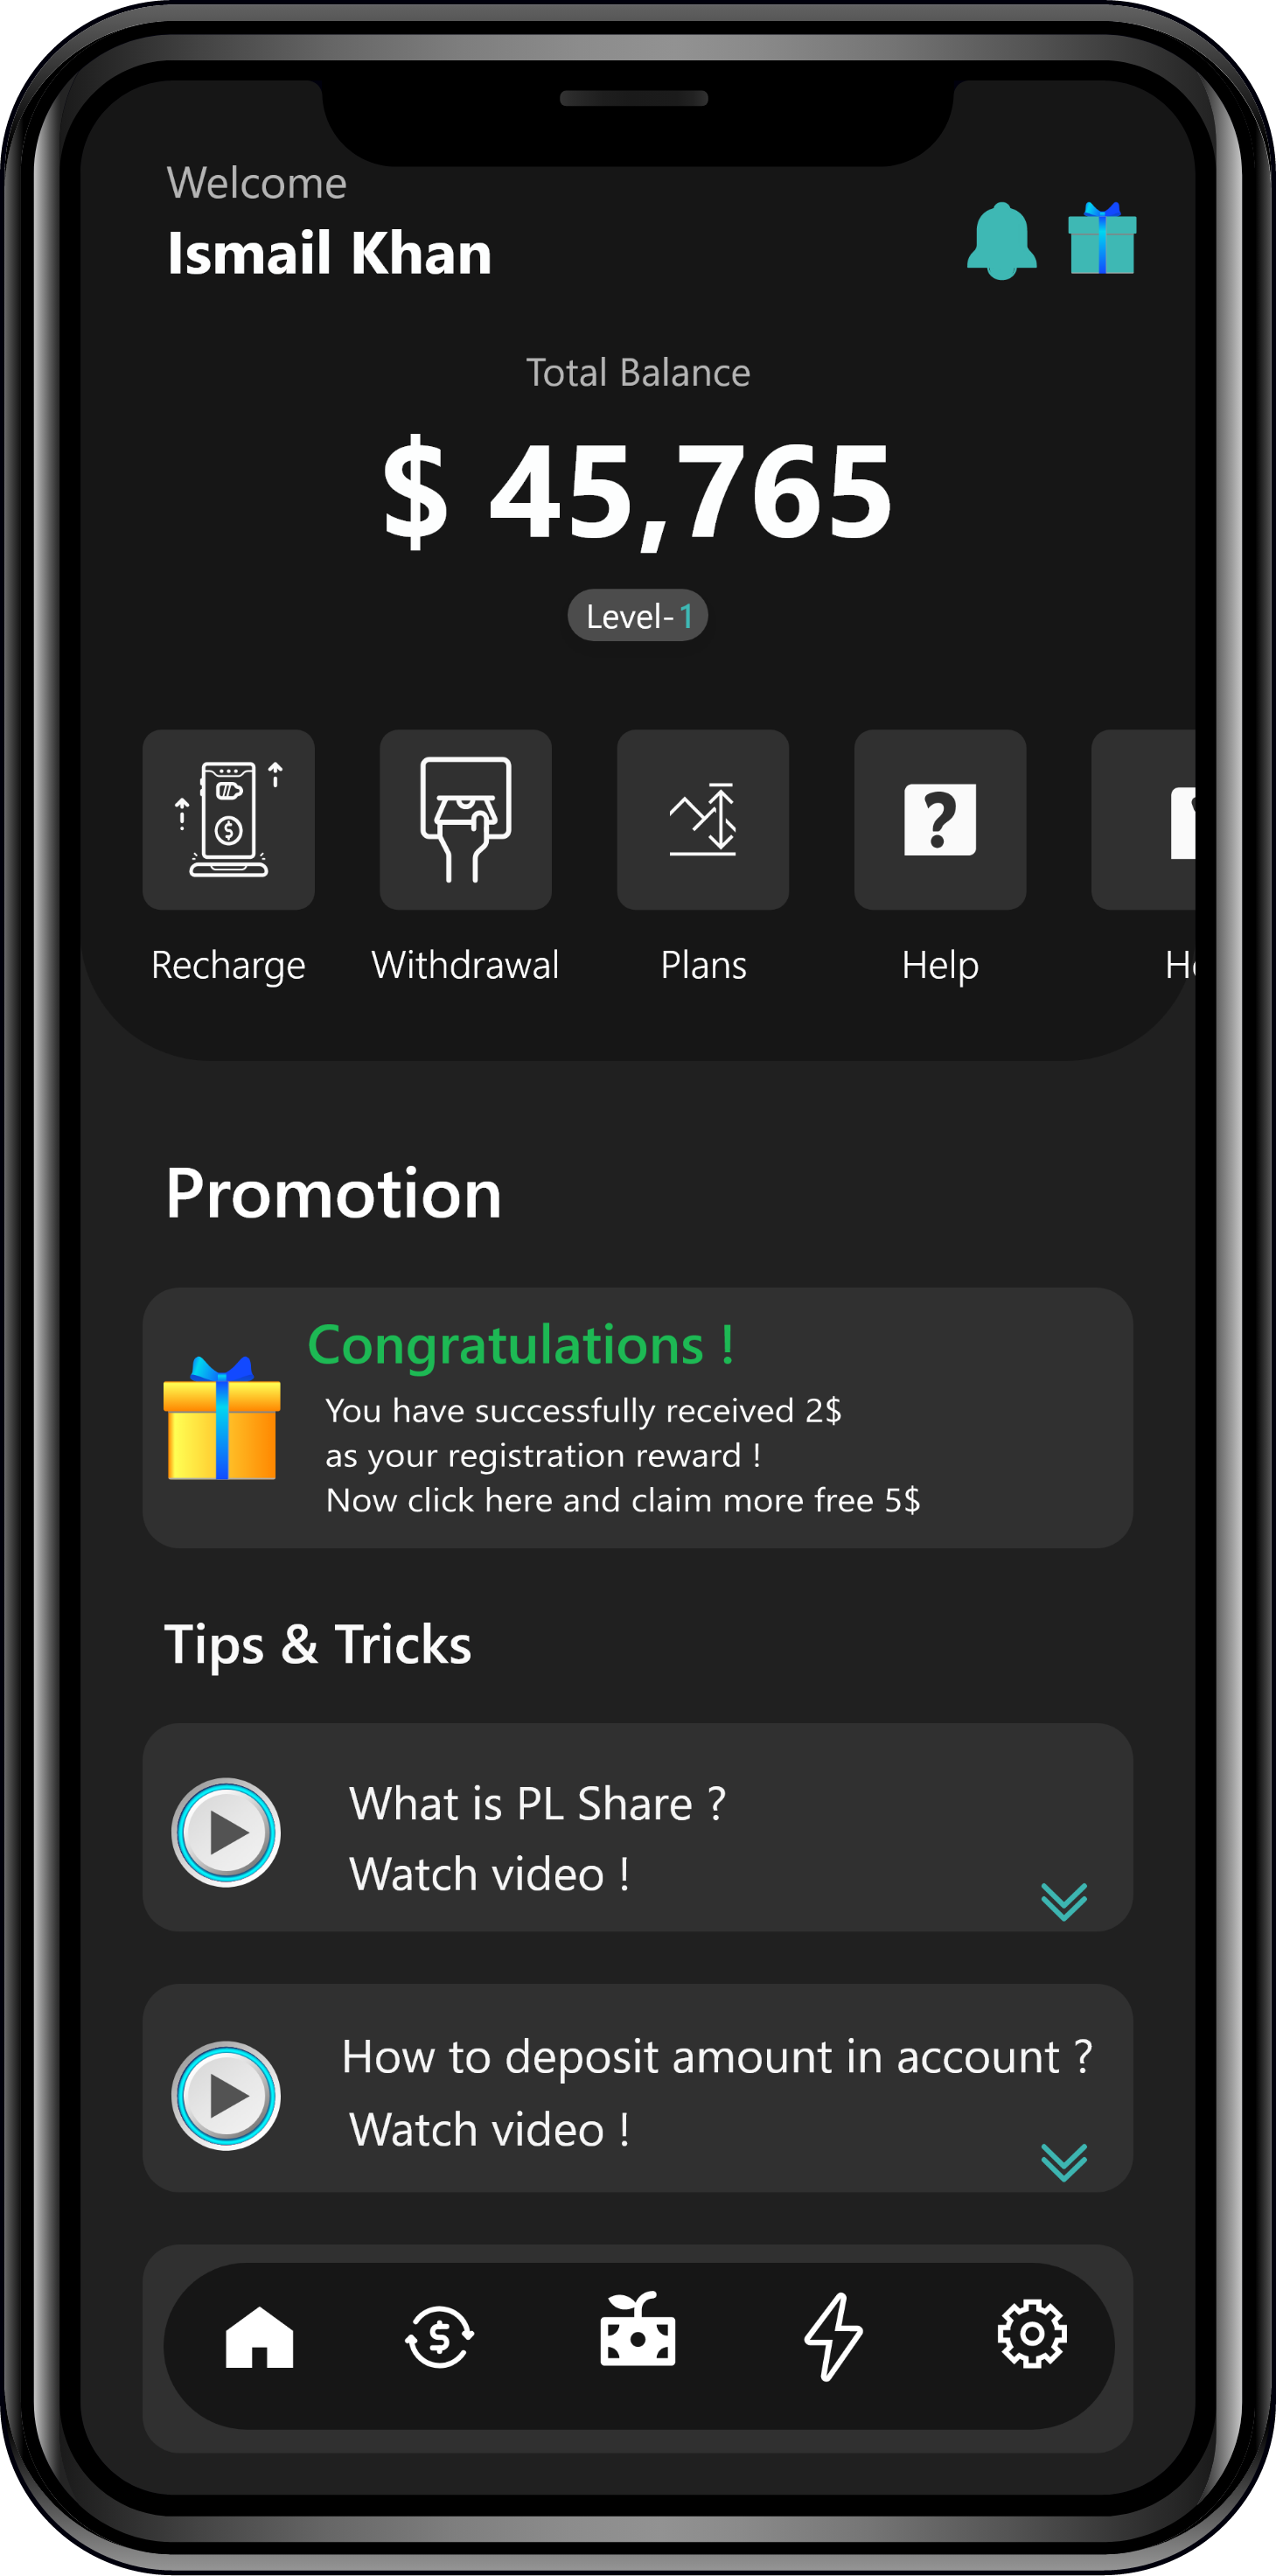 Welcome
Ismail Khan
Total Balance
$ 45,765
Level-1
Recharge
Withdrawal
Plans
Help
Promotion
Congratulations !
You have successfully received 2$
as your registration reward !
Now click here and claim more free 5$
Tips & Tricks
What is PL Share ?
Watch video !
How to deposit amount in account ?
Watch video !